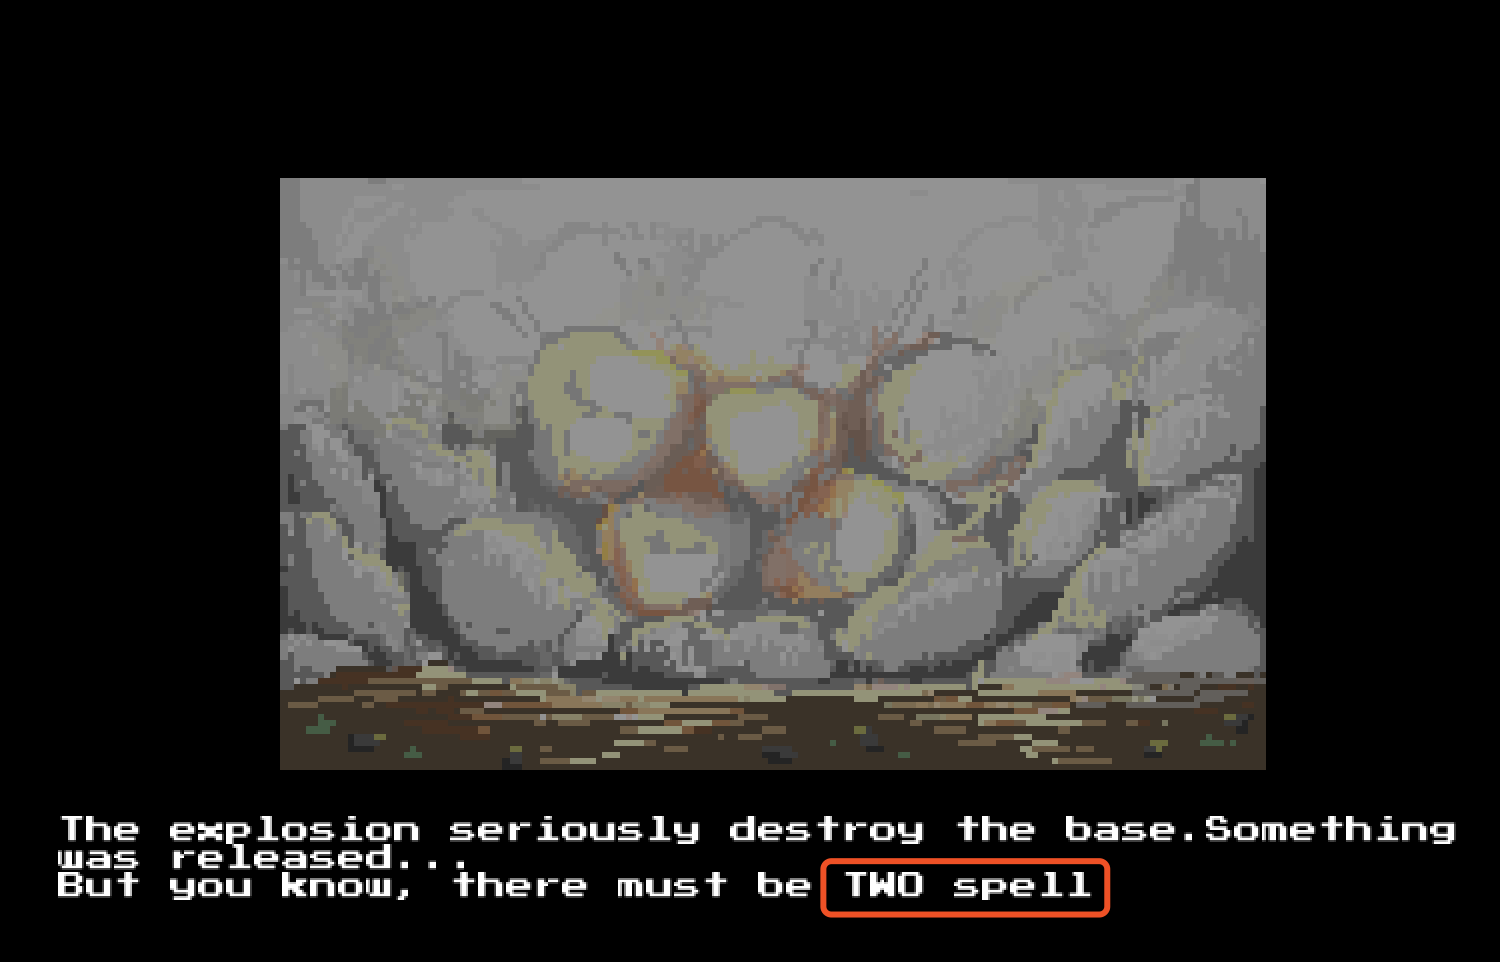 The explosion seriously destroy the base.Something
was released...
But you know, there must be TWO spell